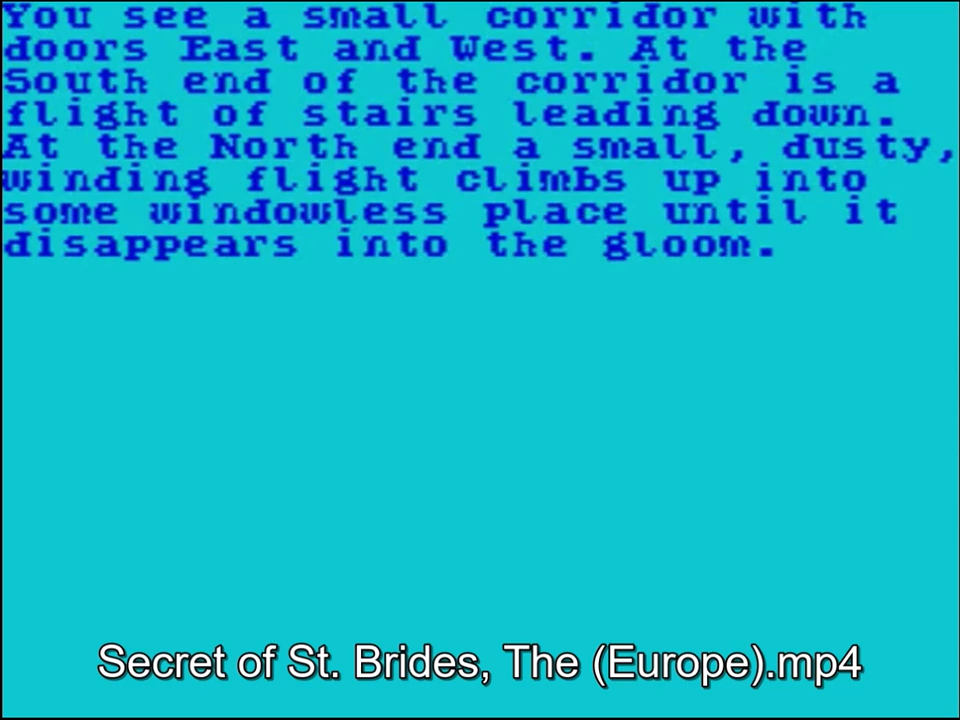 You see a small corridor with
doors East and West. At the
South end of the corridor is a
flight of stairs leading down.
At the North end a small, dusty,
winding flight climbs up into
some windowless place until it
disappears into the gloom.
Secret of St. Brides, The (Europe).mp4